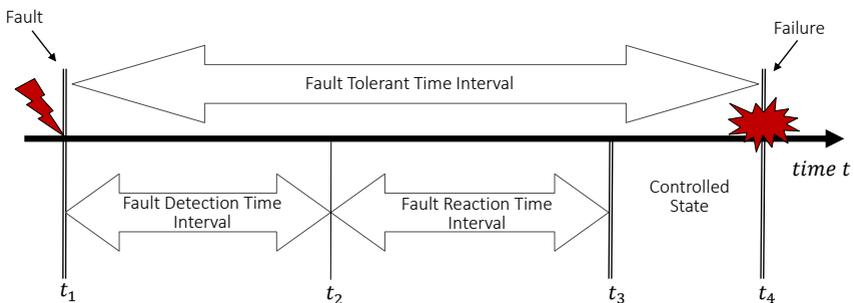 Fault
Failure
Fault Tolerant Time Interval
time t
Fault Detection Time
Interval
Fault Reaction Time
Interval
Controlled
State
t₁
t₂
t₃
t₄